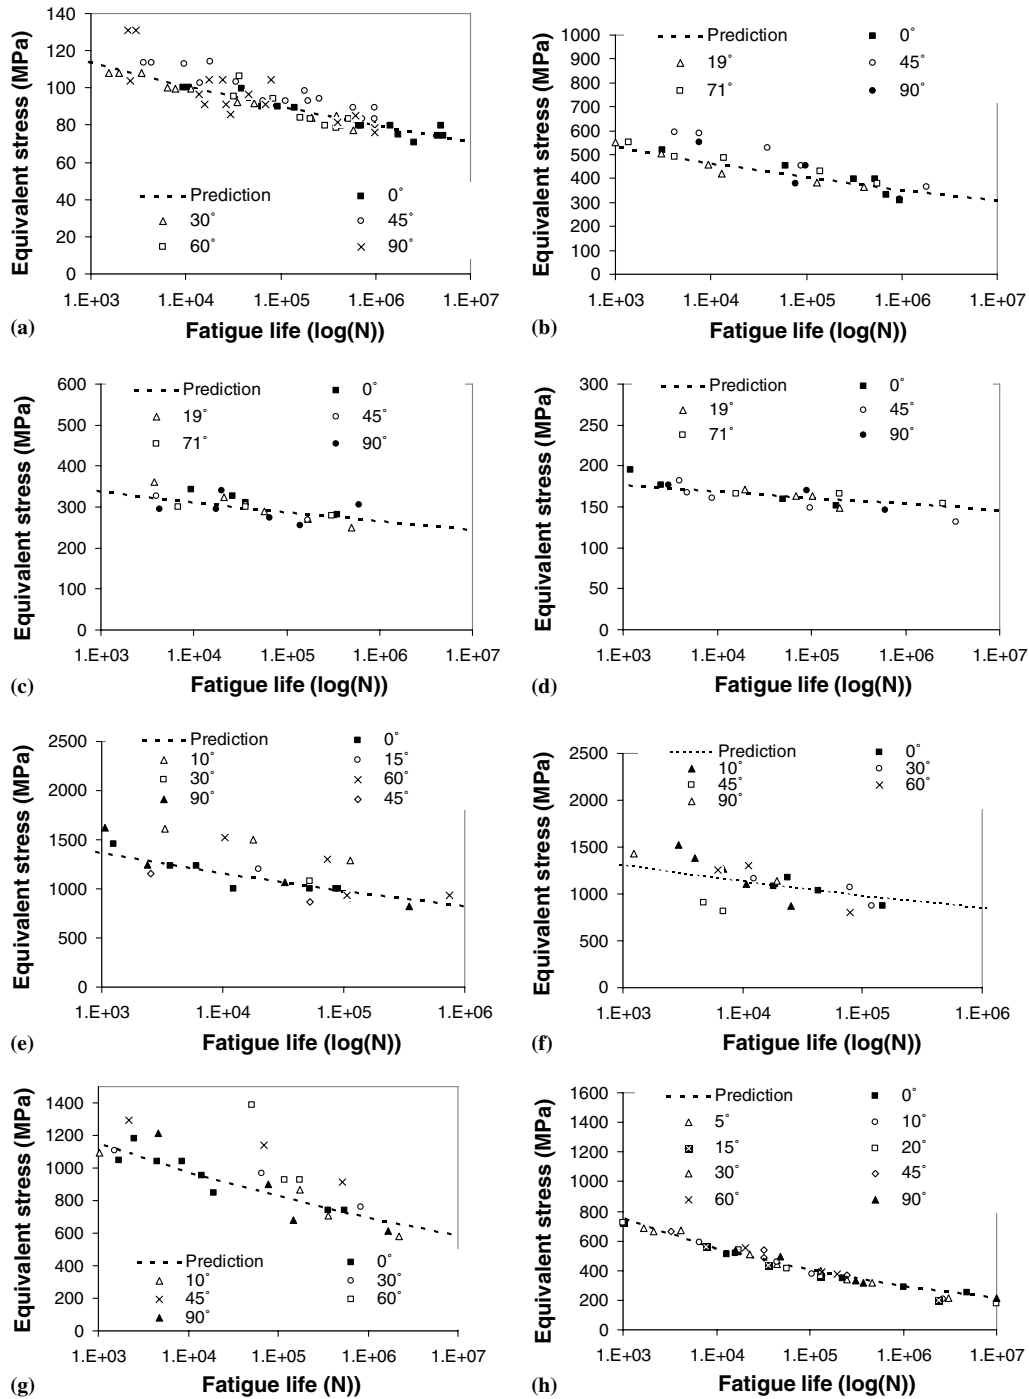 140
120
100
80
60
40
20
0
Equivalent stress (MPa)
Prediction
0°
30°
45°
60°
90°
1.E+03
1.E+04
1.E+05
1.E+06
1.E+07
(a)
Fatigue life (log(N))
1000
900
800
700
600
500
400
300
200
100
0
Equivalent stress (MPa)
Prediction
0°
19°
45°
71°
90°
1.E+03
1.E+04
1.E+05
1.E+06
1.E+07
(b)
Fatigue life (log(N))
600
500
400
300
200
100
0
Equivalent stress (MPa)
Prediction
0°
19°
45°
71°
90°
1.E+03
1.E+04
1.E+05
1.E+06
1.E+07
(c)
Fatigue life (log(N))
300
250
200
150
100
50
0
Equivalent stress (MPa)
Prediction
0°
19°
45°
71°
90°
1.E+03
1.E+04
1.E+05
1.E+06
1.E+07
(d)
Fatigue life (log(N))
2500
2000
1500
1000
500
0
Equivalent stress (MPa)
Prediction
0°
10°
15°
30°
60°
90°
45°
1.E+03
1.E+04
1.E+05
1.E+06
(e)
Fatigue life (log(N))
2500
2000
1500
1000
500
0
Equivalent stress (MPa)
Prediction
0°
10°
30°
45°
60°
90°
1.E+03
1.E+04
1.E+05
1.E+06
(f)
Fatigue life (log(N))
1400
1200
1000
800
600
400
200
0
Equivalent stress (MPa)
Prediction
0°
10°
30°
45°
60°
90°
1.E+03
1.E+04
1.E+05
1.E+06
1.E+07
(g)
Fatigue life (N))
1600
1400
1200
1000
800
600
400
200
0
Equivalent stress (MPa)
Prediction
0°
5°
10°
15°
20°
30°
45°
60°
90°
1.E+03
1.E+04
1.E+05
1.E+06
1.E+07
(h)
Fatigue life (log(N))